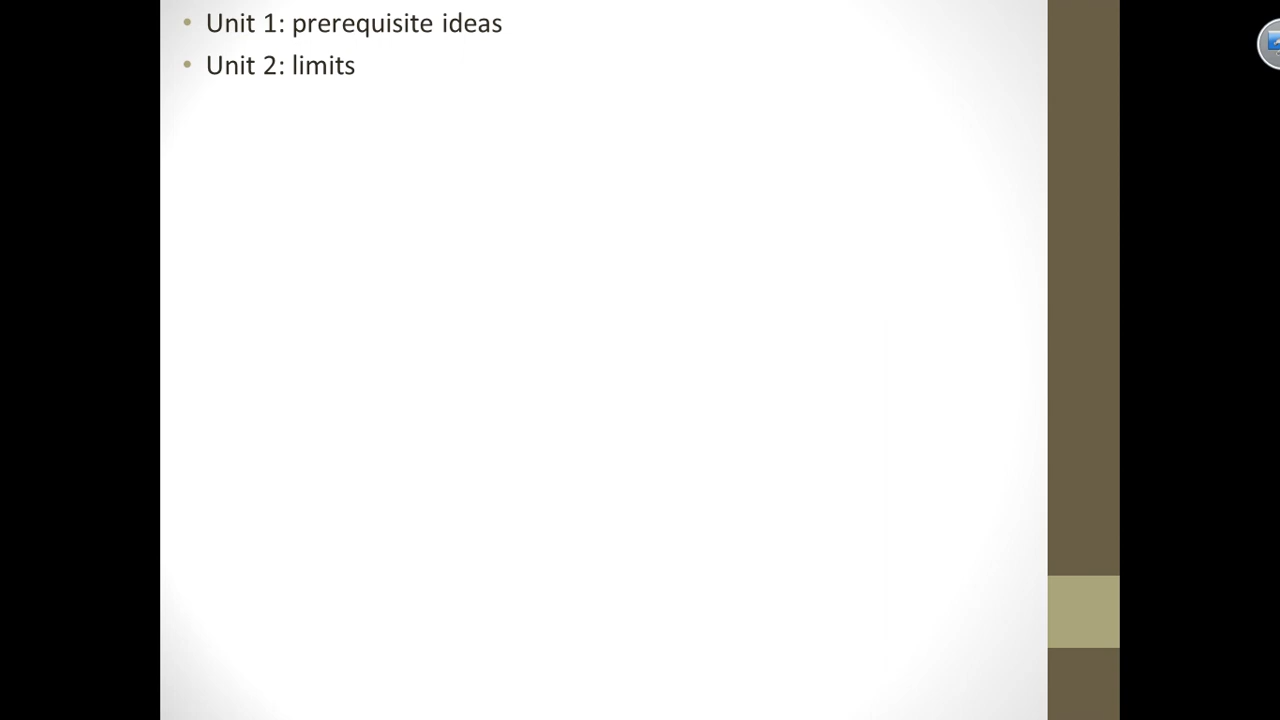 • Unit 1: prerequisite ideas
• Unit 2: limits